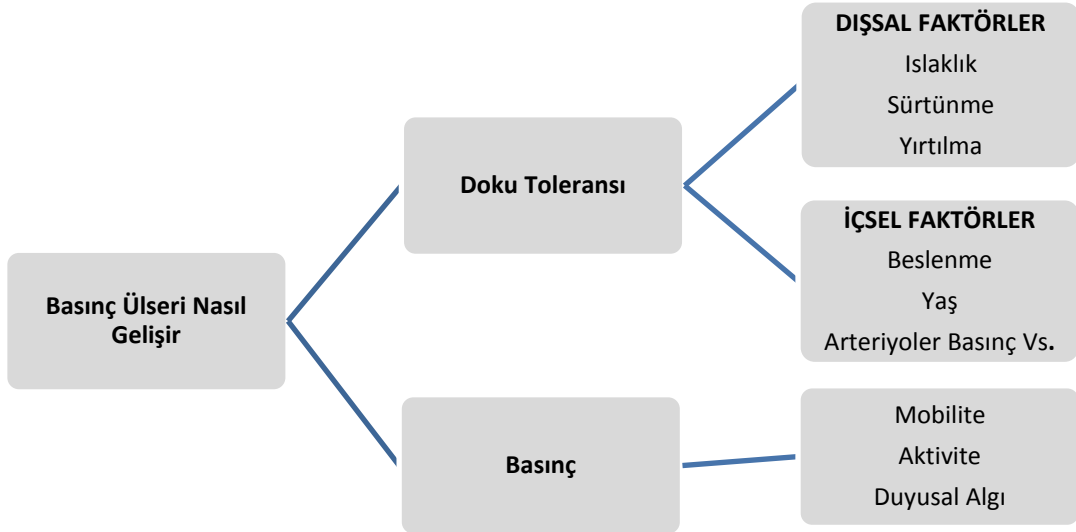 Basınç Ülseri Nasıl
Gelişir
Doku Toleransı
DIŞSAL FAKTÖRLER
Islaklık
Sürtünme
Yırtılma
İÇSEL FAKTÖRLER
Beslenme
Yaş
Arteriyoler Basınç Vs.
Basınç
Mobilite
Aktivite
Duyusal Algı